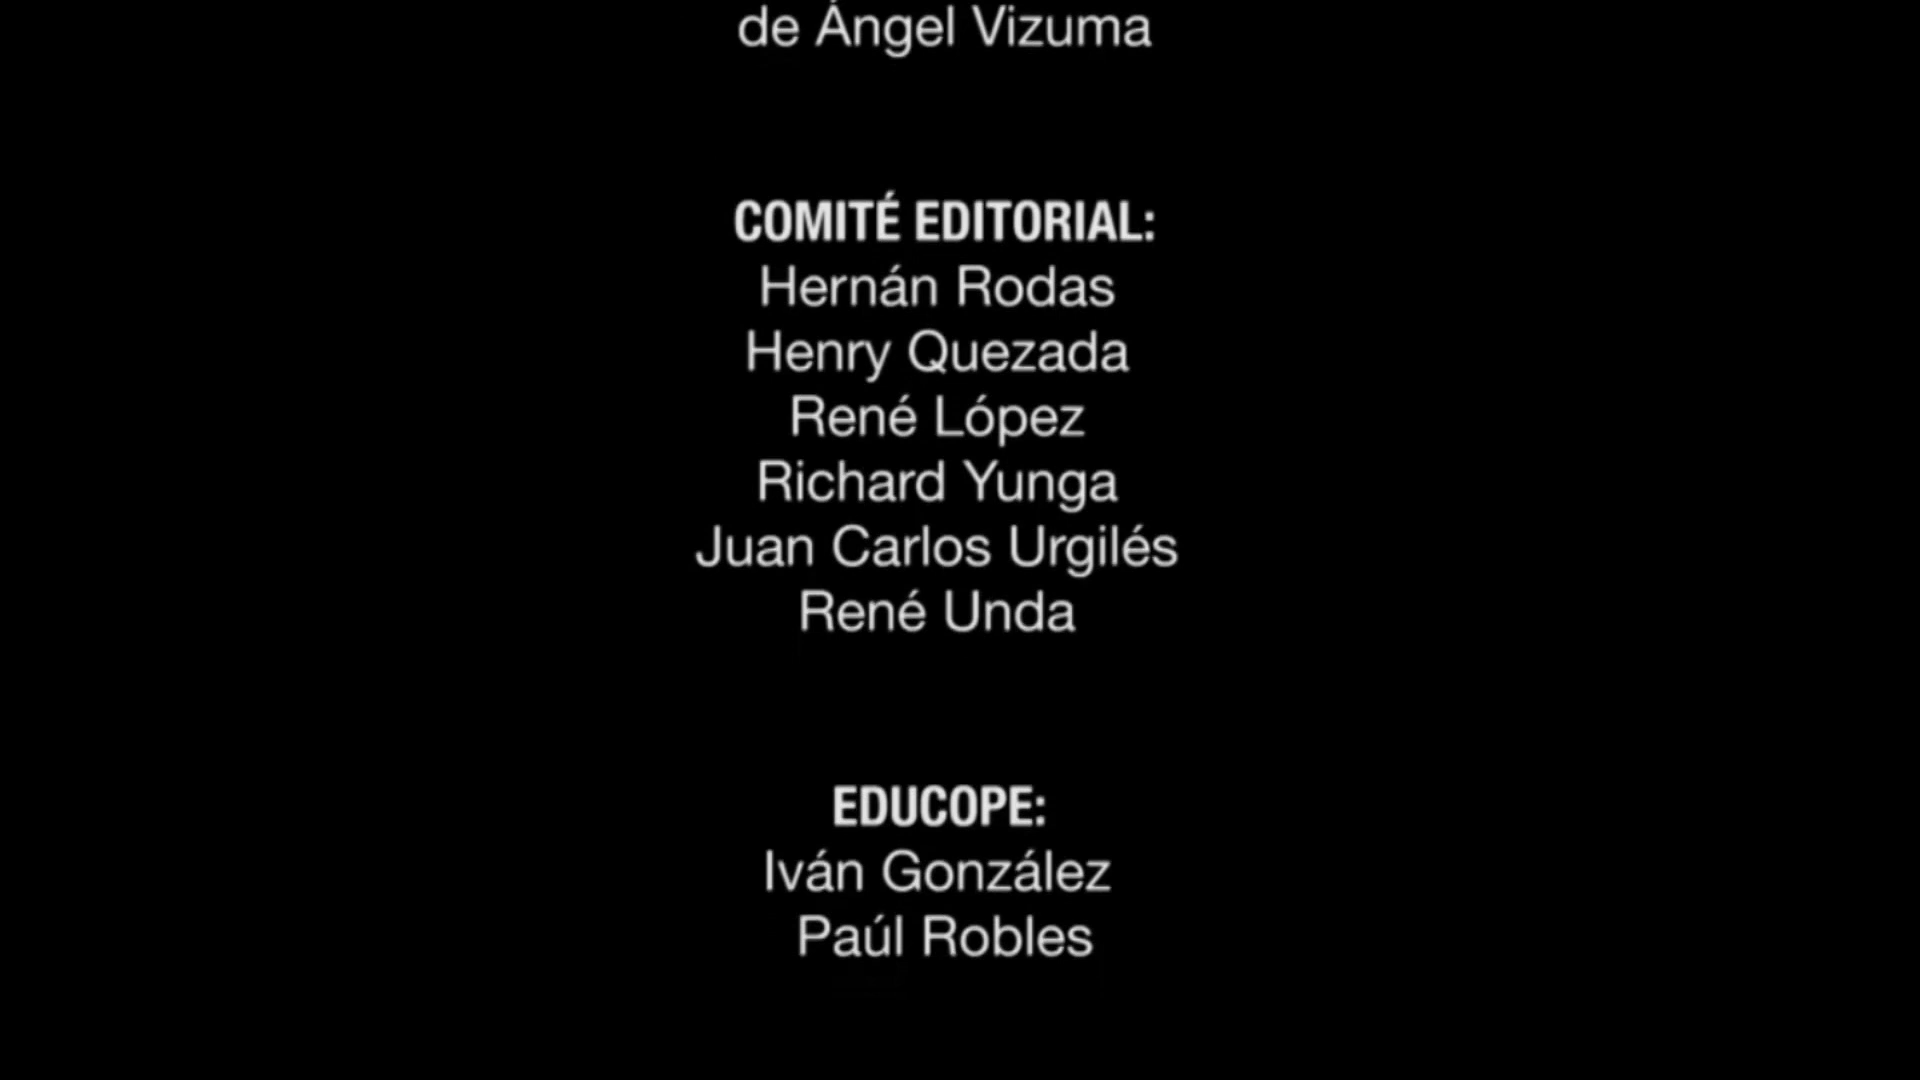 de Ángel Vizuma
COMITÉ EDITORIAL:
Hernán Rodas
Henry Quezada
René López
Richard Yunga
Juan Carlos Urgilés
René Unda
EDUCOPE:
Iván González
Paúl Robles